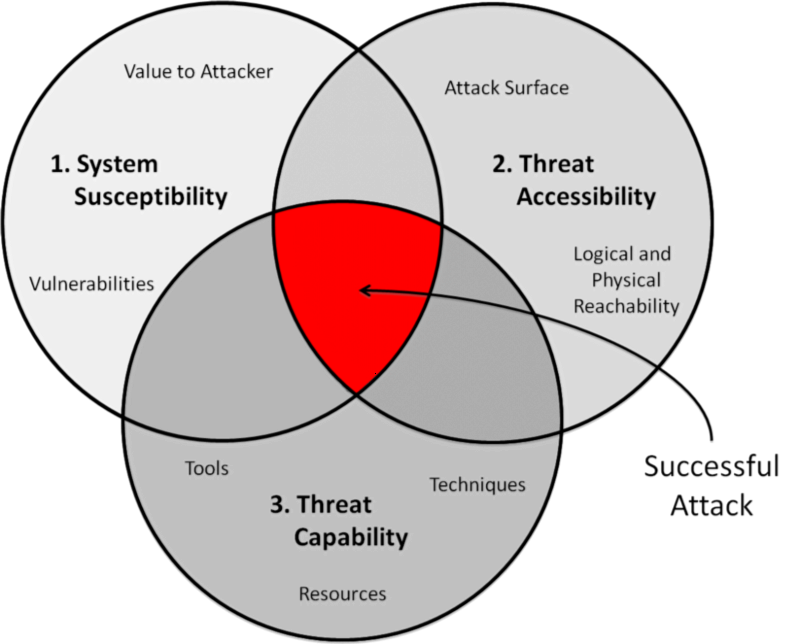 Value to Attacker
1. System
Susceptibility
Vulnerabilities
Attack Surface
2. Threat
Accessibility
Logical and
Physical
Reachability
Tools
Techniques
3. Threat
Capability
Resources
Successful
Attack